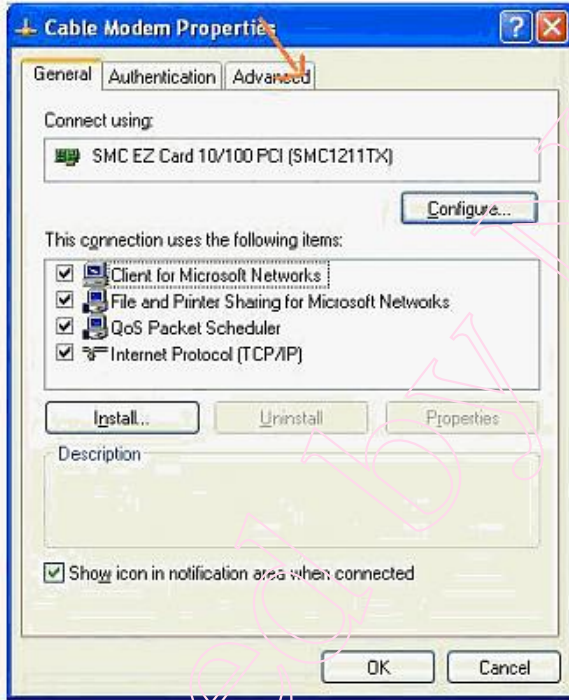 Cable Modem Properties
General Authentication Advanced
Connect using:
SMC EZ Card 10/100 PCI (SMC1211TX)
Configure...
This connection uses the following items:
Client for Microsoft Networks
File and Printer Sharing for Microsoft Networks
QoS Packet Scheduler
Internet Protocol (TCP/IP)
Install... Uninstall Properties
Description
Show icon in notification area when connected
OK Cancel